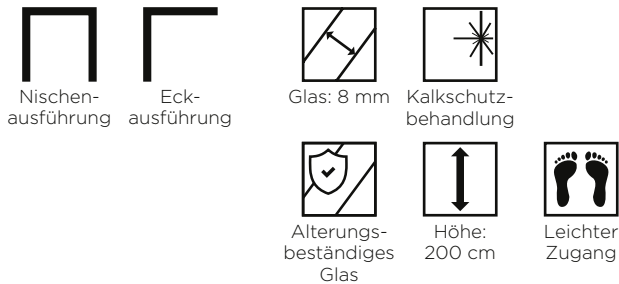 Nischen-
ausführung
Eck-
ausführung
Glas: 8 mm
Kalkschutz-
behandlung
Alterungs-
beständiges
Glas
Höhe:
200 cm
Leichter
Zugang